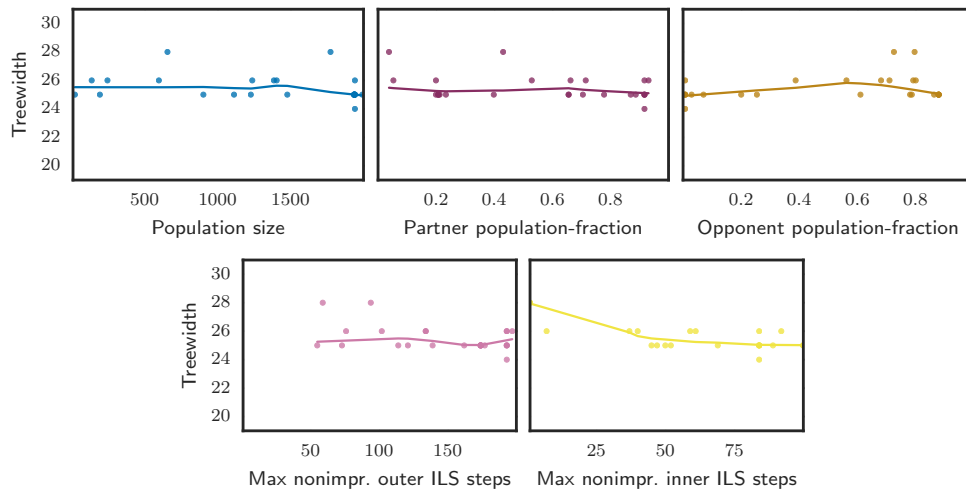 30
28
26
24
22
20
Treewidth
500 1000 1500
Population size
0.2 0.4 0.6 0.8
Partner population-fraction
0.2 0.4 0.6 0.8
Opponent population-fraction
30
28
26
24
22
20
Treewidth
50 100 150
Max nonimpr. outer ILS steps
25 50 75
Max nonimpr. inner ILS steps